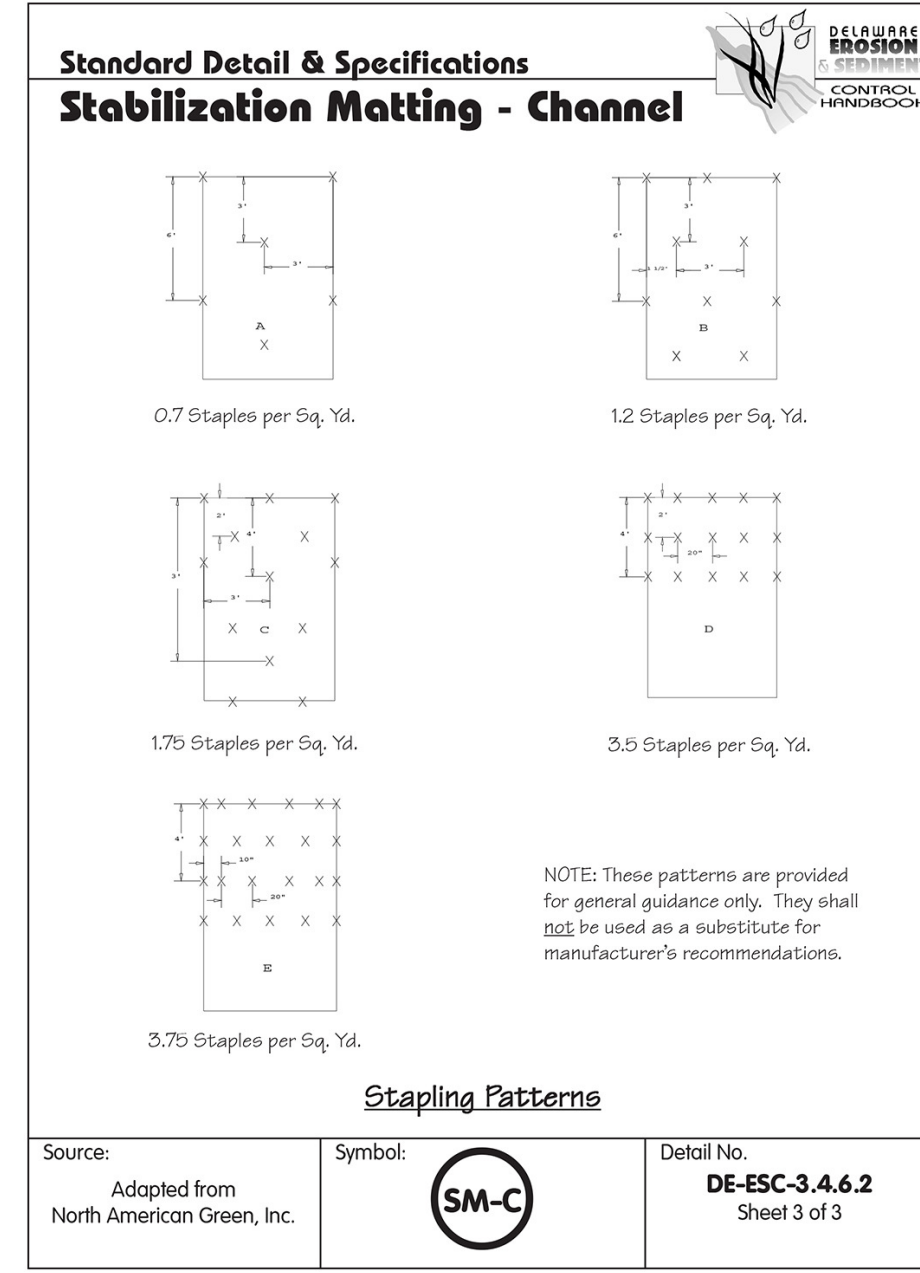 Standard Detail & Specifications
Stabilization Matting - Channel
DELAWARE
EROSION
& SEDIMENT
CONTROL
HANDBOOK
6'
3'
3'
A
0.7 Staples per Sq. Yd.
6'
3'
1 1/2'
3'
B
1.2 Staples per Sq. Yd.
2'
4'
3'
3'
C
1.75 Staples per Sq. Yd.
4'
2'
20"
D
3.5 Staples per Sq. Yd.
4'
10"
20"
E
3.75 Staples per Sq. Yd.
NOTE: These patterns are provided
for general guidance only. They shall
not be used as a substitute for
manufacturer's recommendations.
Stapling Patterns
Source:
Adapted from
North American Green, Inc.
Symbol:
SM-C
Detail No.
DE-ESC-3.4.6.2
Sheet 3 of 3